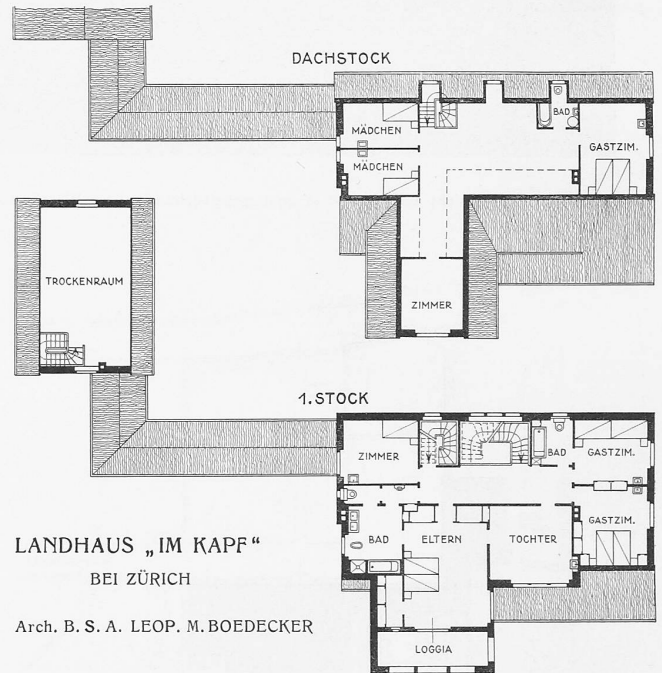 DACHSTOCK
BAD
MÄDCHEN
GASTZIM.
MÄDCHEN
TROCKENRAUM
ZIMMER
1. STOCK
ZIMMER
BAD
GASTZIM.
GASTZIM.
BAD
ELTERN
TOCHTER
LOGGIA
LANDHAUS „IM KAPF“
BEI ZÜRICH
Arch. B. S. A. LEOP. M. BOEDECKER